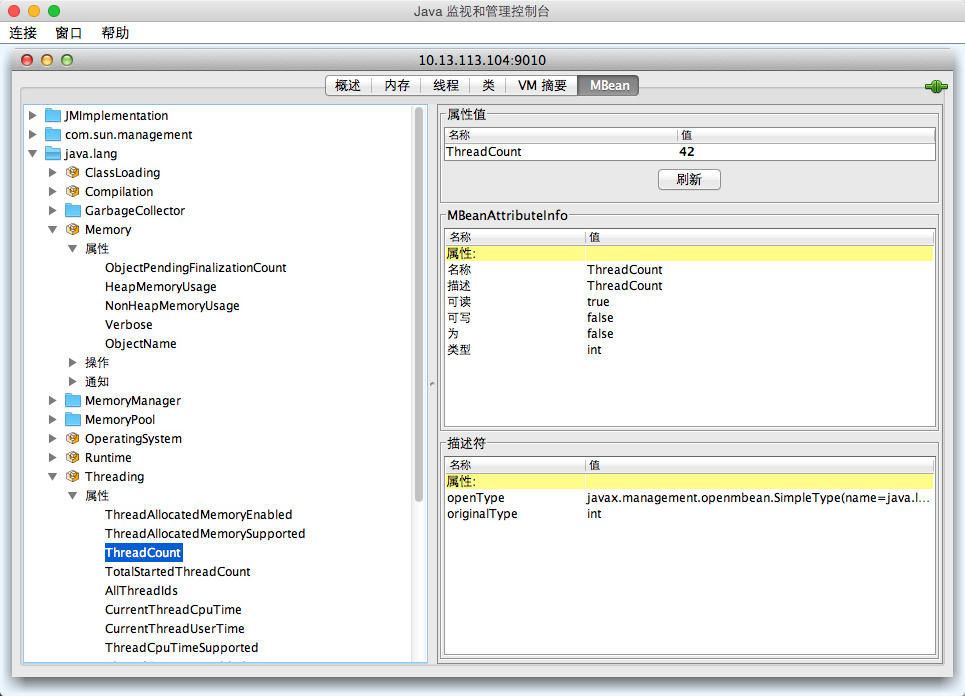 Java 监视和管理控制台
连接 窗口 帮助
10.13.113.104:9010
概述 内存 线程 类 VM 摘要 MBean
JMImplementation
com.sun.management
java.lang
ClassLoading
Compilation
GarbageCollector
Memory
属性
ObjectPendingFinalizationCount
HeapMemoryUsage
NonHeapMemoryUsage
Verbose
ObjectName
操作
通知
MemoryManager
MemoryPool
OperatingSystem
Runtime
Threading
属性
ThreadAllocatedMemoryEnabled
ThreadAllocatedMemorySupported
ThreadCount
TotalStartedThreadCount
AllThreadIds
CurrentThreadCpuTime
CurrentThreadUserTime
ThreadCpuTimeSupported
属性值
名称 值
ThreadCount 42
刷新
MBeanAttributeInfo
名称 值
属性:
名称 ThreadCount
描述 ThreadCount
可读 true
可写 false
为 false
类型 int
描述符
名称 值
属性:
openType javax.management.openmbean.SimpleType(name=java.l...
originalType int